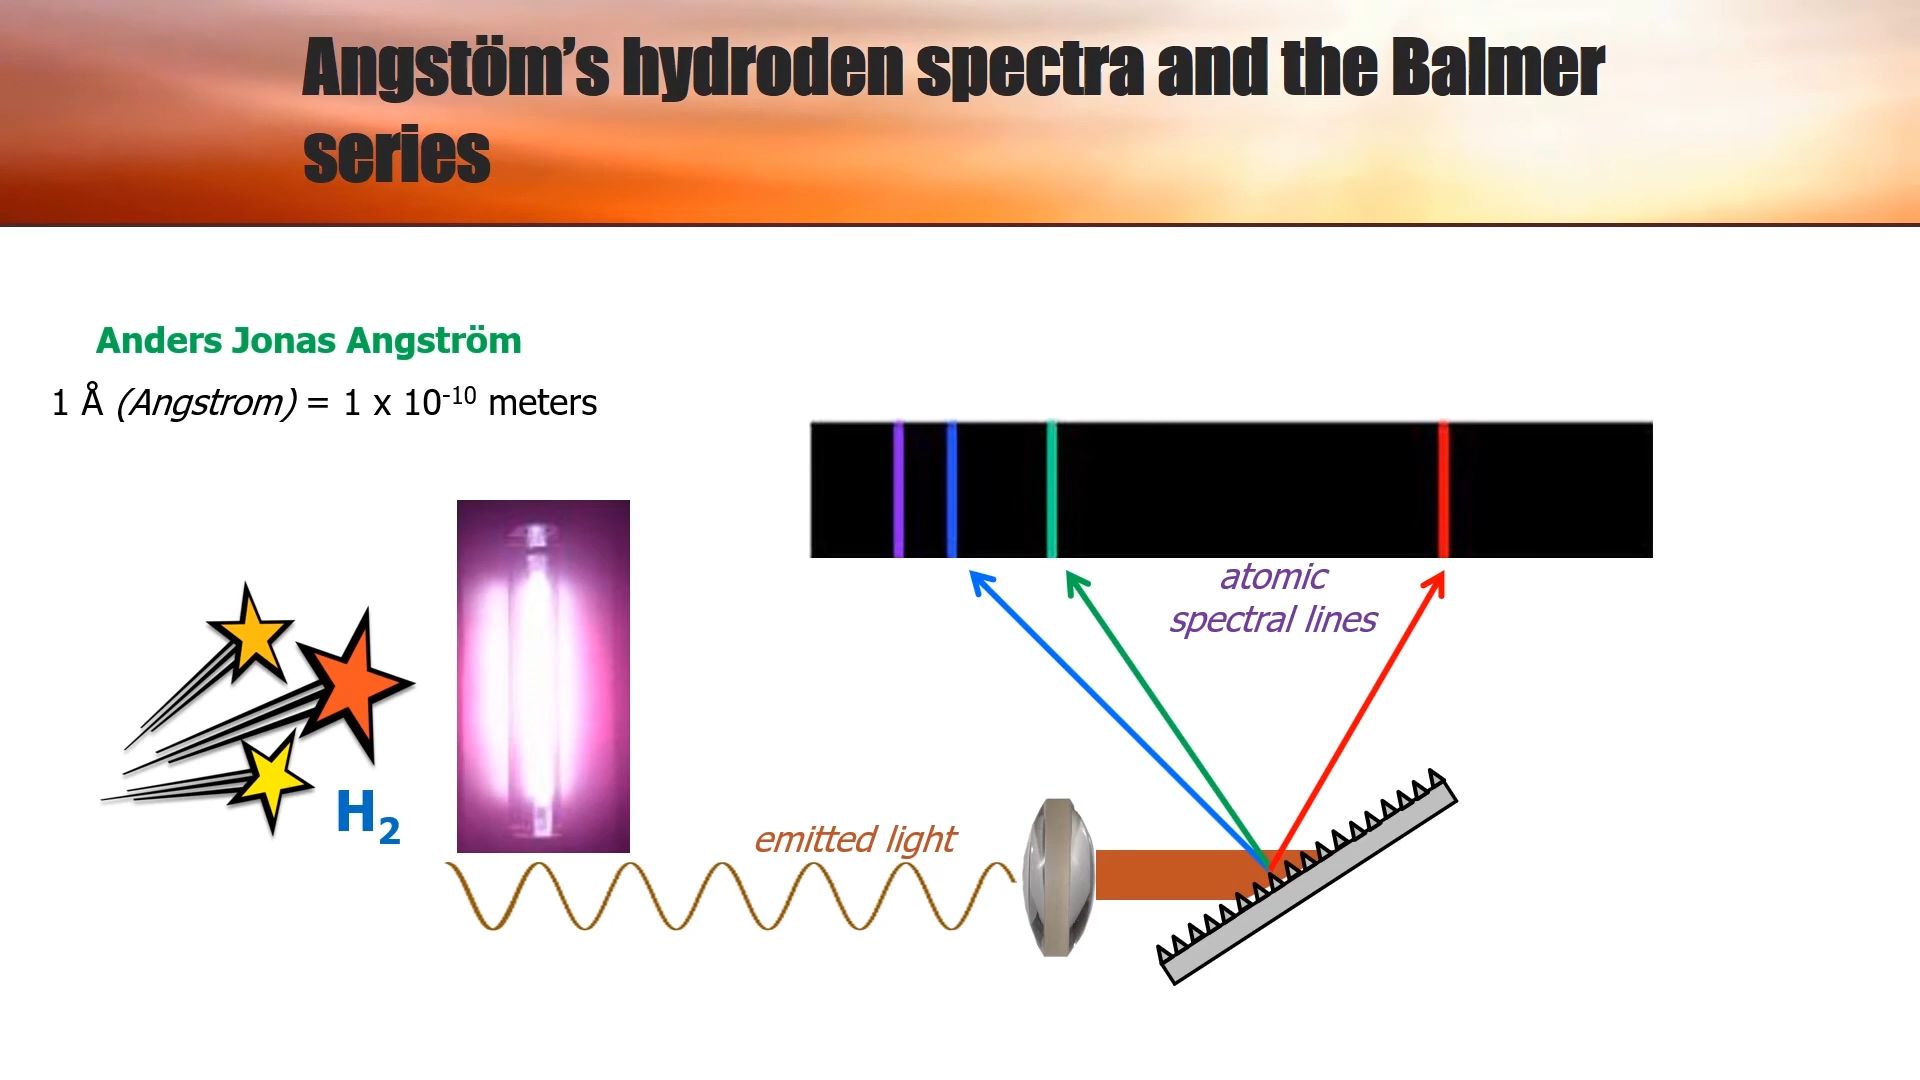 Angstöm’s hydroden spectra and the Balmer
series
Anders Jonas Angström
1 Å (Angstrom) = 1 x 10-10 meters
atomic
spectral lines
H2
emitted light